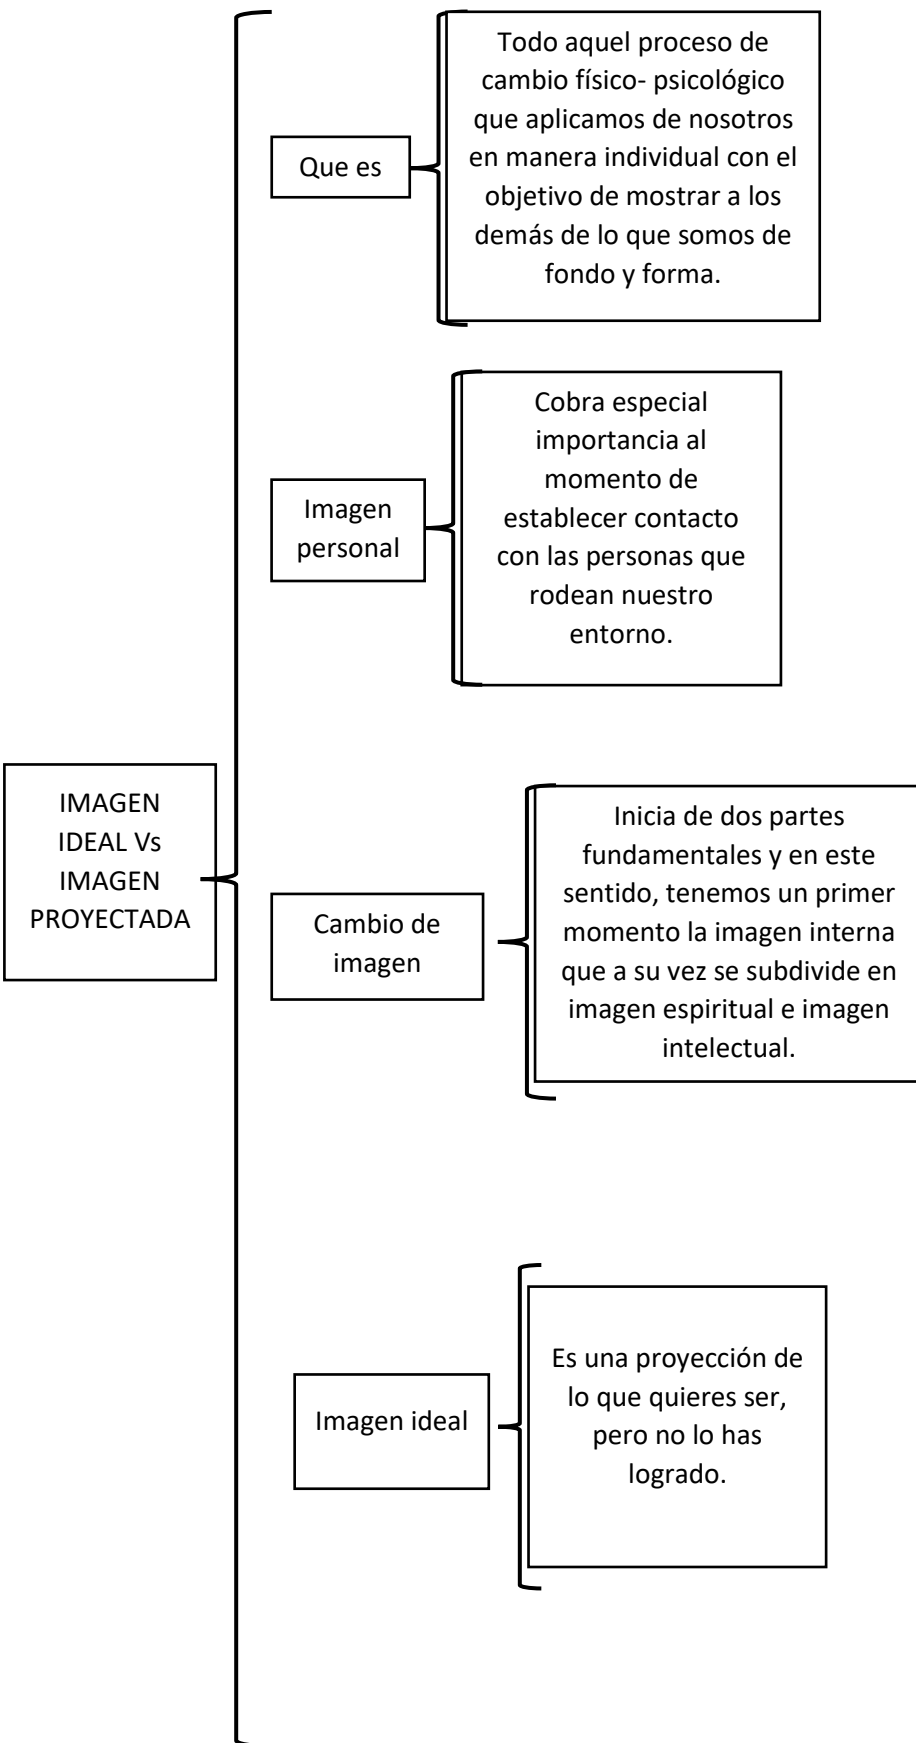 Todo aquel proceso de
cambio físico- psicológico
que aplicamos de nosotros
en manera individual con el
objetivo de mostrar a los
demás de lo que somos de
fondo y forma.
Que es
Cobra especial
importancia al
momento de
establecer contacto
con las personas que
rodean nuestro
entorno.
Imagen
personal
IMAGEN
IDEAL Vs
IMAGEN
PROYECTADA
Inicia de dos partes
fundamentales y en este
sentido, tenemos un primer
momento la imagen interna
que a su vez se subdivide en
imagen espiritual e imagen
intelectual.
Cambio de
imagen
Es una proyección de
lo que quieres ser,
pero no lo has
logrado.
Imagen ideal